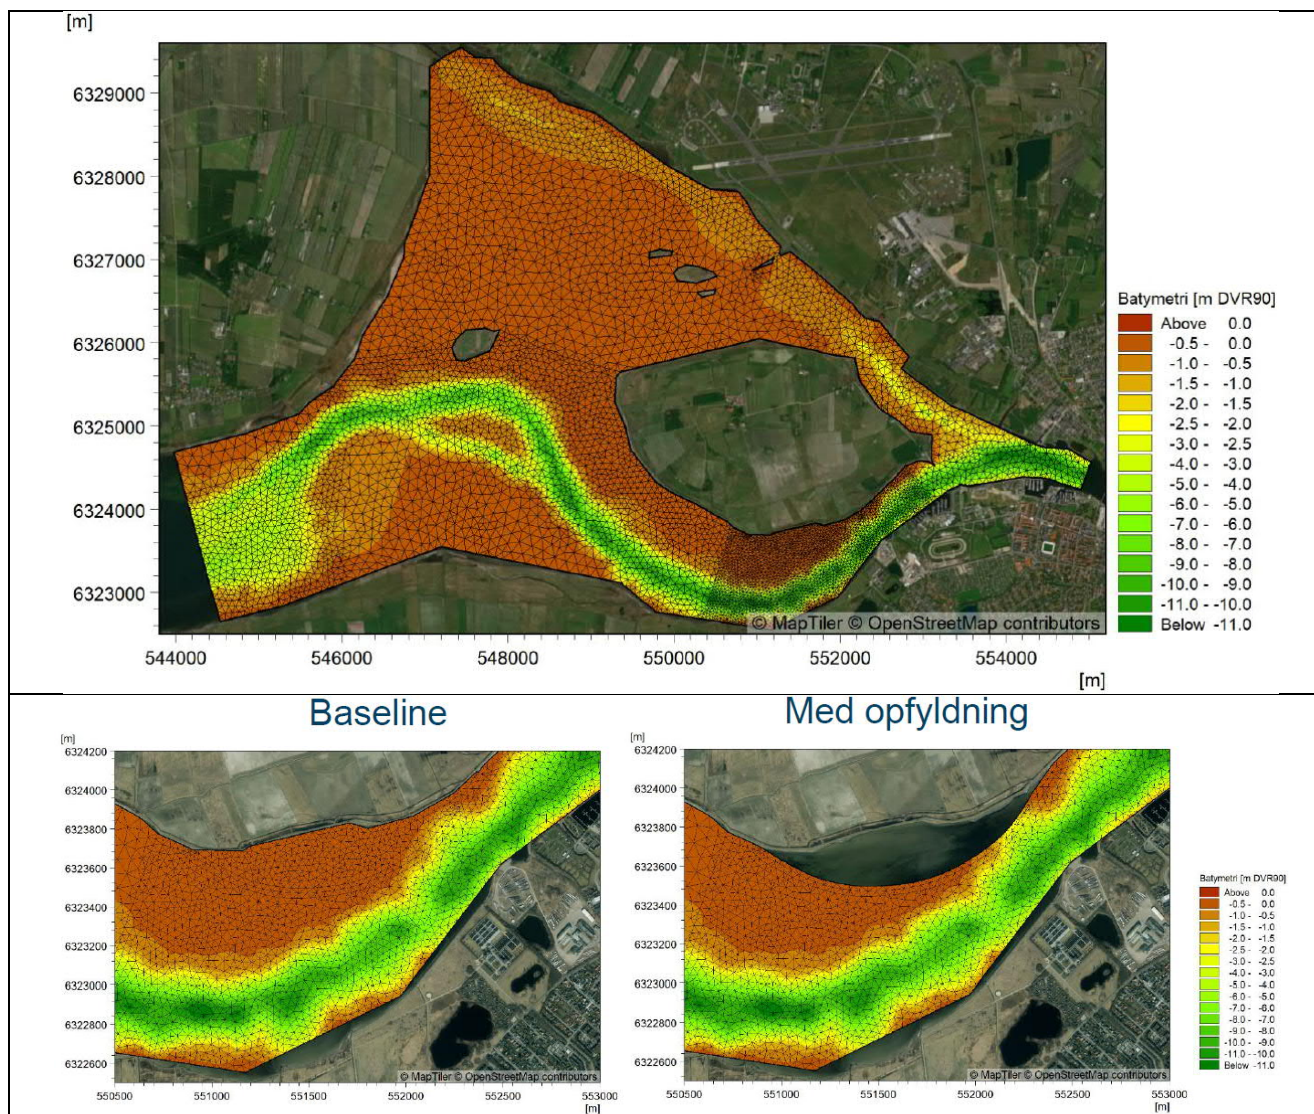 [m]
6329000
6328000
6327000
6326000
6325000
6324000
6323000
544000 546000 548000 550000 552000 554000
[m]
© MapTiler © OpenStreetMap contributors
Batymetri [m DVR90]
Above 0.0
-0.5 - 0.0
-1.0 - -0.5
-1.5 - -1.0
-2.0 - -1.5
-2.5 - -2.0
-3.0 - -2.5
-4.0 - -3.0
-5.0 - -4.0
-6.0 - -5.0
-7.0 - -6.0
-8.0 - -7.0
-9.0 - -8.0
-10.0 - -9.0
-11.0 - -10.0
Below -11.0
Baseline
[m]
6324200
6324000
6323800
6323600
6323400
6323200
6323000
6322800
6322600
© MapTiler © OpenStreetMap contributors
550500 551000 551500 552000 552500 553000
[m]
Med opfyldning
[m]
6324200
6324000
6323800
6323600
6323400
6323200
6323000
6322800
6322600
© MapTiler © OpenStreetMap contributors
550500 551000 551500 552000 552500 553000
[m]
Batymetri [m DVR90]
Above 0.0
-0.5 - 0.0
-1.0 - -0.5
-1.5 - -1.0
-2.0 - -1.5
-2.5 - -2.0
-3.0 - -2.5
-4.0 - -3.0
-5.0 - -4.0
-6.0 - -5.0
-7.0 - -6.0
-8.0 - -7.0
-9.0 - -8.0
-10.0 - -9.0
-11.0 - -10.0
Below -11.0